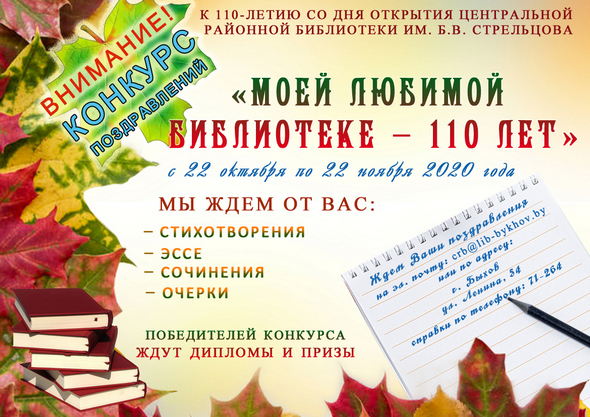 ВНИМАНИЕ!
КОНКУРС
ПОЗДРАВЛЕНИЙ
К 110-ЛЕТИЮ СО ДНЯ ОТКРЫТИЯ ЦЕНТРАЛЬНОЙ
РАЙОННОЙ БИБЛИОТЕКИ ИМ. Б.В. СТРЕЛЬЦОВА
«МОЕЙ ЛЮБИМОЙ
БИБЛИОТЕКЕ – 110 ЛЕТ»
с 22 октября по 22 ноября 2020 года
МЫ ЖДЕМ ОТ ВАС:
– СТИХОТВОРЕНИЯ
– ЭССЕ
– СОЧИНЕНИЯ
– ОЧЕРКИ
ПОБЕДИТЕЛЕЙ КОНКУРСА
ЖДУТ ДИПЛОМЫ И ПРИЗЫ
Ждем Ваши поздравления
на эл. почту: crb@lib-bykhov.by
или по адресу:
г. Быхов
ул. Ленина, 34
справки по телефону: 71-264